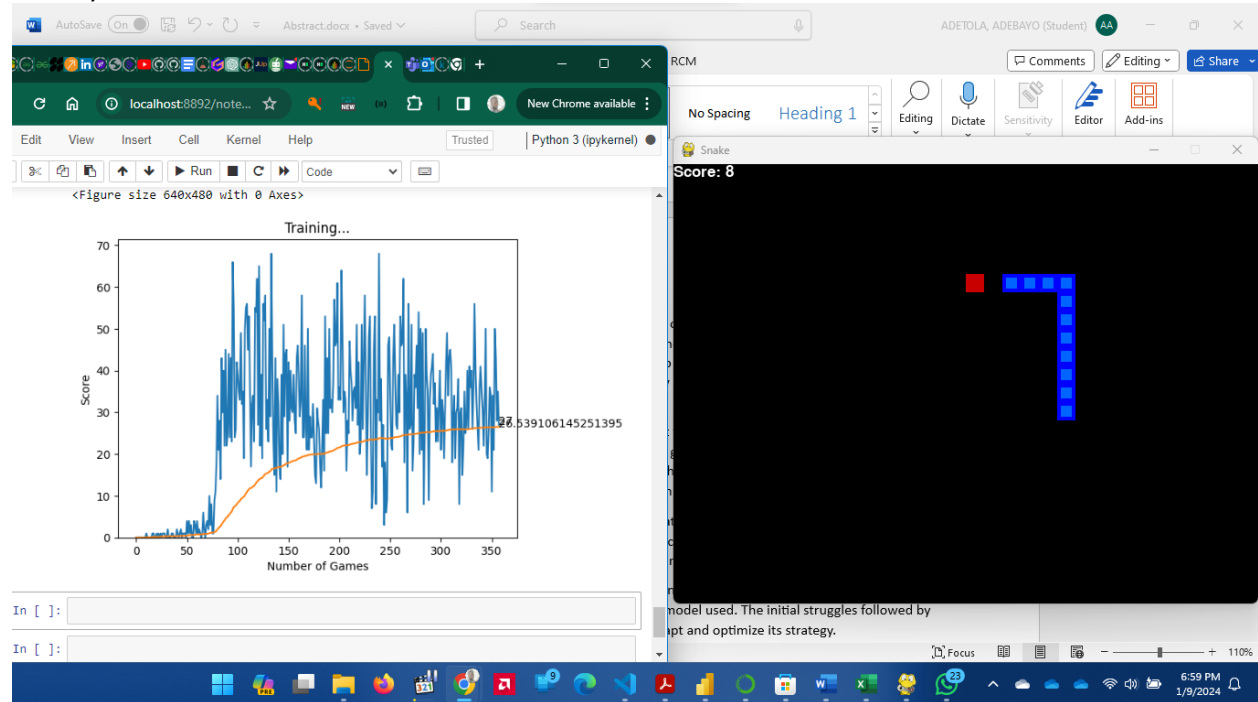 AutoSave On Abstract.docx • Saved Search ADETOLA, ADEBAYO (Student) AA
RCM Comments Editing Share
localhost:8892/note... NEW New Chrome available
No Spacing Heading 1 Editing Dictate Sensitivity Editor Add-ins
Edit View Insert Cell Kernel Help Trusted Python 3 (ipykernel)
Run Code
<Figure size 640x480 with 0 Axes>
Training...
70
60
50
40
30
20
10
0
Score
26.539106145251395
0 50 100 150 200 250 300 350
Number of Games
In [ ]:
In [ ]:
Snake
Score: 8
model used. The initial struggles followed by
apt and optimize its strategy.
Focus 110%
PRE 321 9 23 6:59 PM
1/9/2024